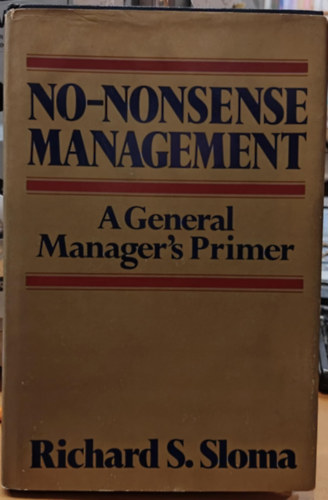 NO-NONSENSE
MANAGEMENT
A General
Manager's Primer
Richard S. Sloma